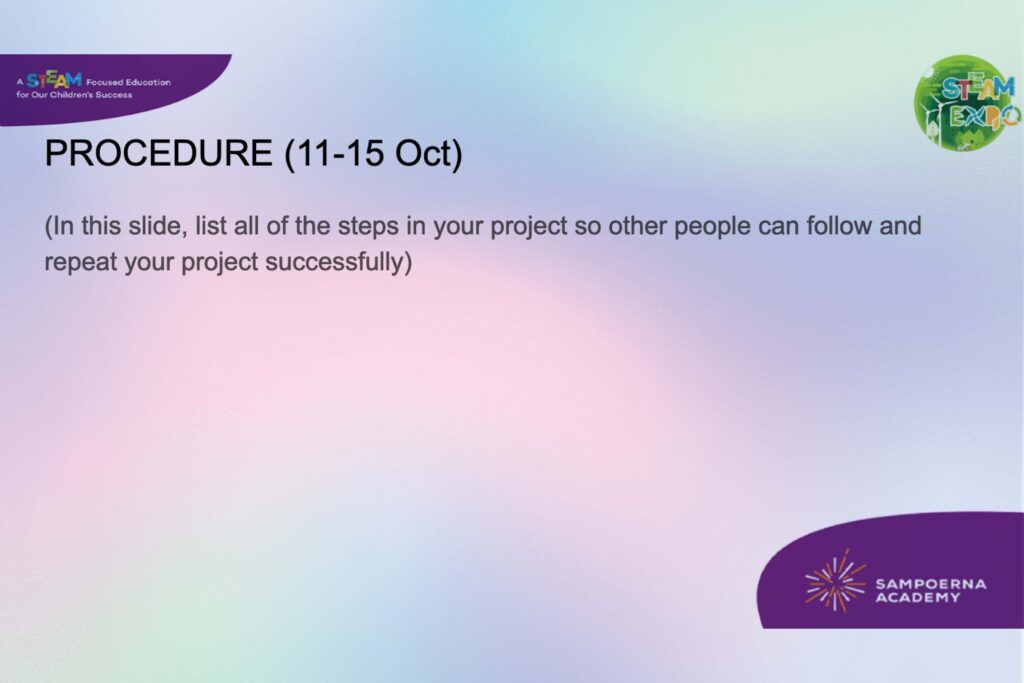 A STEAM Focused Education
for Our Children's Success
STEAM
EXPO
PROCEDURE (11-15 Oct)
(In this slide, list all of the steps in your project so other people can follow and
repeat your project successfully)
SAMPOERNA
ACADEMY